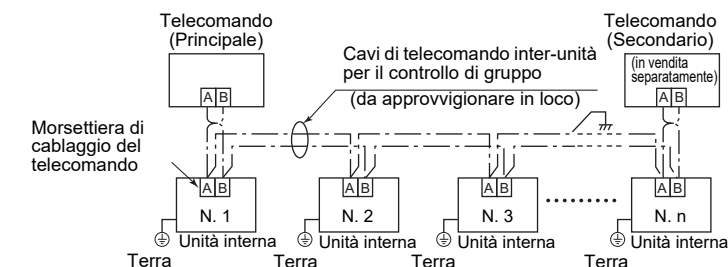 Telecomando
(Principale)
Telecomando
(Secondario)
Cavi di telecomando inter-unità
per il controllo di gruppo
(da approvvigionare in loco)
(in vendita
separatamente)
A B
A B
Morsettiera di
cablaggio del
telecomando
A B
A B
A B
A B
N. 1
N. 2
N. 3
N. n
Unità interna
Unità interna
Unità interna
Unità interna
Terra
Terra
Terra
Terra